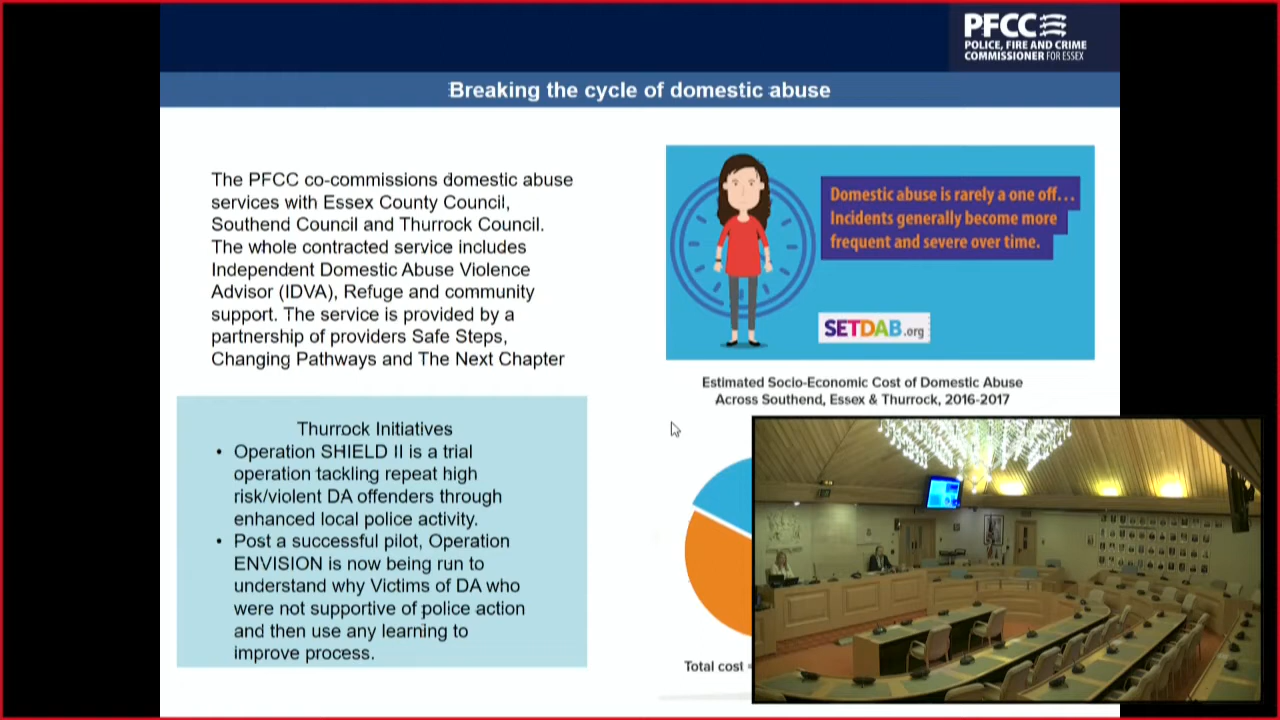 PFCC
POLICE, FIRE AND CRIME
COMMISSIONER FOR ESSEX
Breaking the cycle of domestic abuse
The PFCC co-commissions domestic abuse
services with Essex County Council,
Southend Council and Thurrock Council.
The whole contracted service includes
Independent Domestic Abuse Violence
Advisor (IDVA), Refuge and community
support. The service is provided by a
partnership of providers Safe Steps,
Changing Pathways and The Next Chapter
Thurrock Initiatives
• Operation SHIELD II is a trial
operation tackling repeat high
risk/violent DA offenders through
enhanced local police activity.
• Post a successful pilot, Operation
ENVISION is now being run to
understand why Victims of DA who
were not supportive of police action
and then use any learning to
improve process.
Domestic abuse is rarely a one off...
Incidents generally become more
frequent and severe over time.
SETDAB.org
Estimated Socio-Economic Cost of Domestic Abuse
Across Southend, Essex & Thurrock, 2016-2017
Total cost =